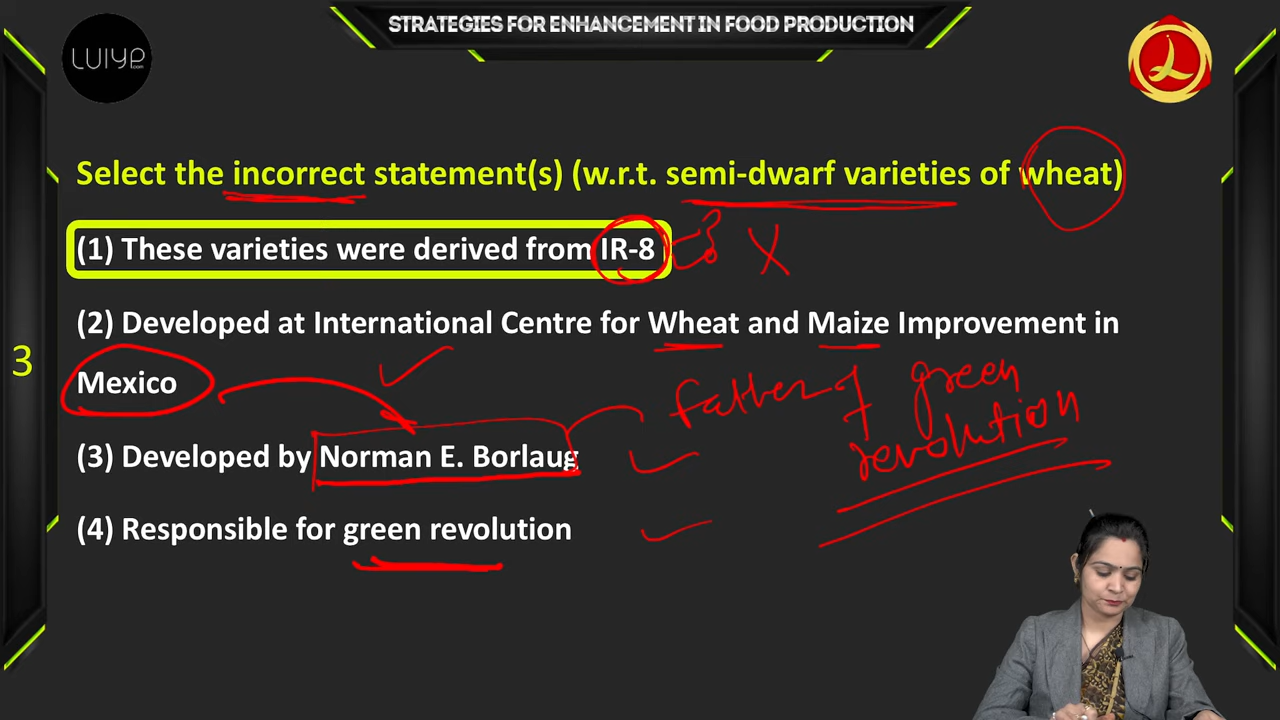 STRATEGIES FOR ENHANCEMENT IN FOOD PRODUCTION
LUIYP
.com
Select the incorrect statement(s) (w.r.t. semi-dwarf varieties of wheat)
(1) These varieties were derived from IR-8
(2) Developed at International Centre for Wheat and Maize Improvement in
Mexico
father of green
revolution
3
(3) Developed by Norman E. Borlaug
(4) Responsible for green revolution